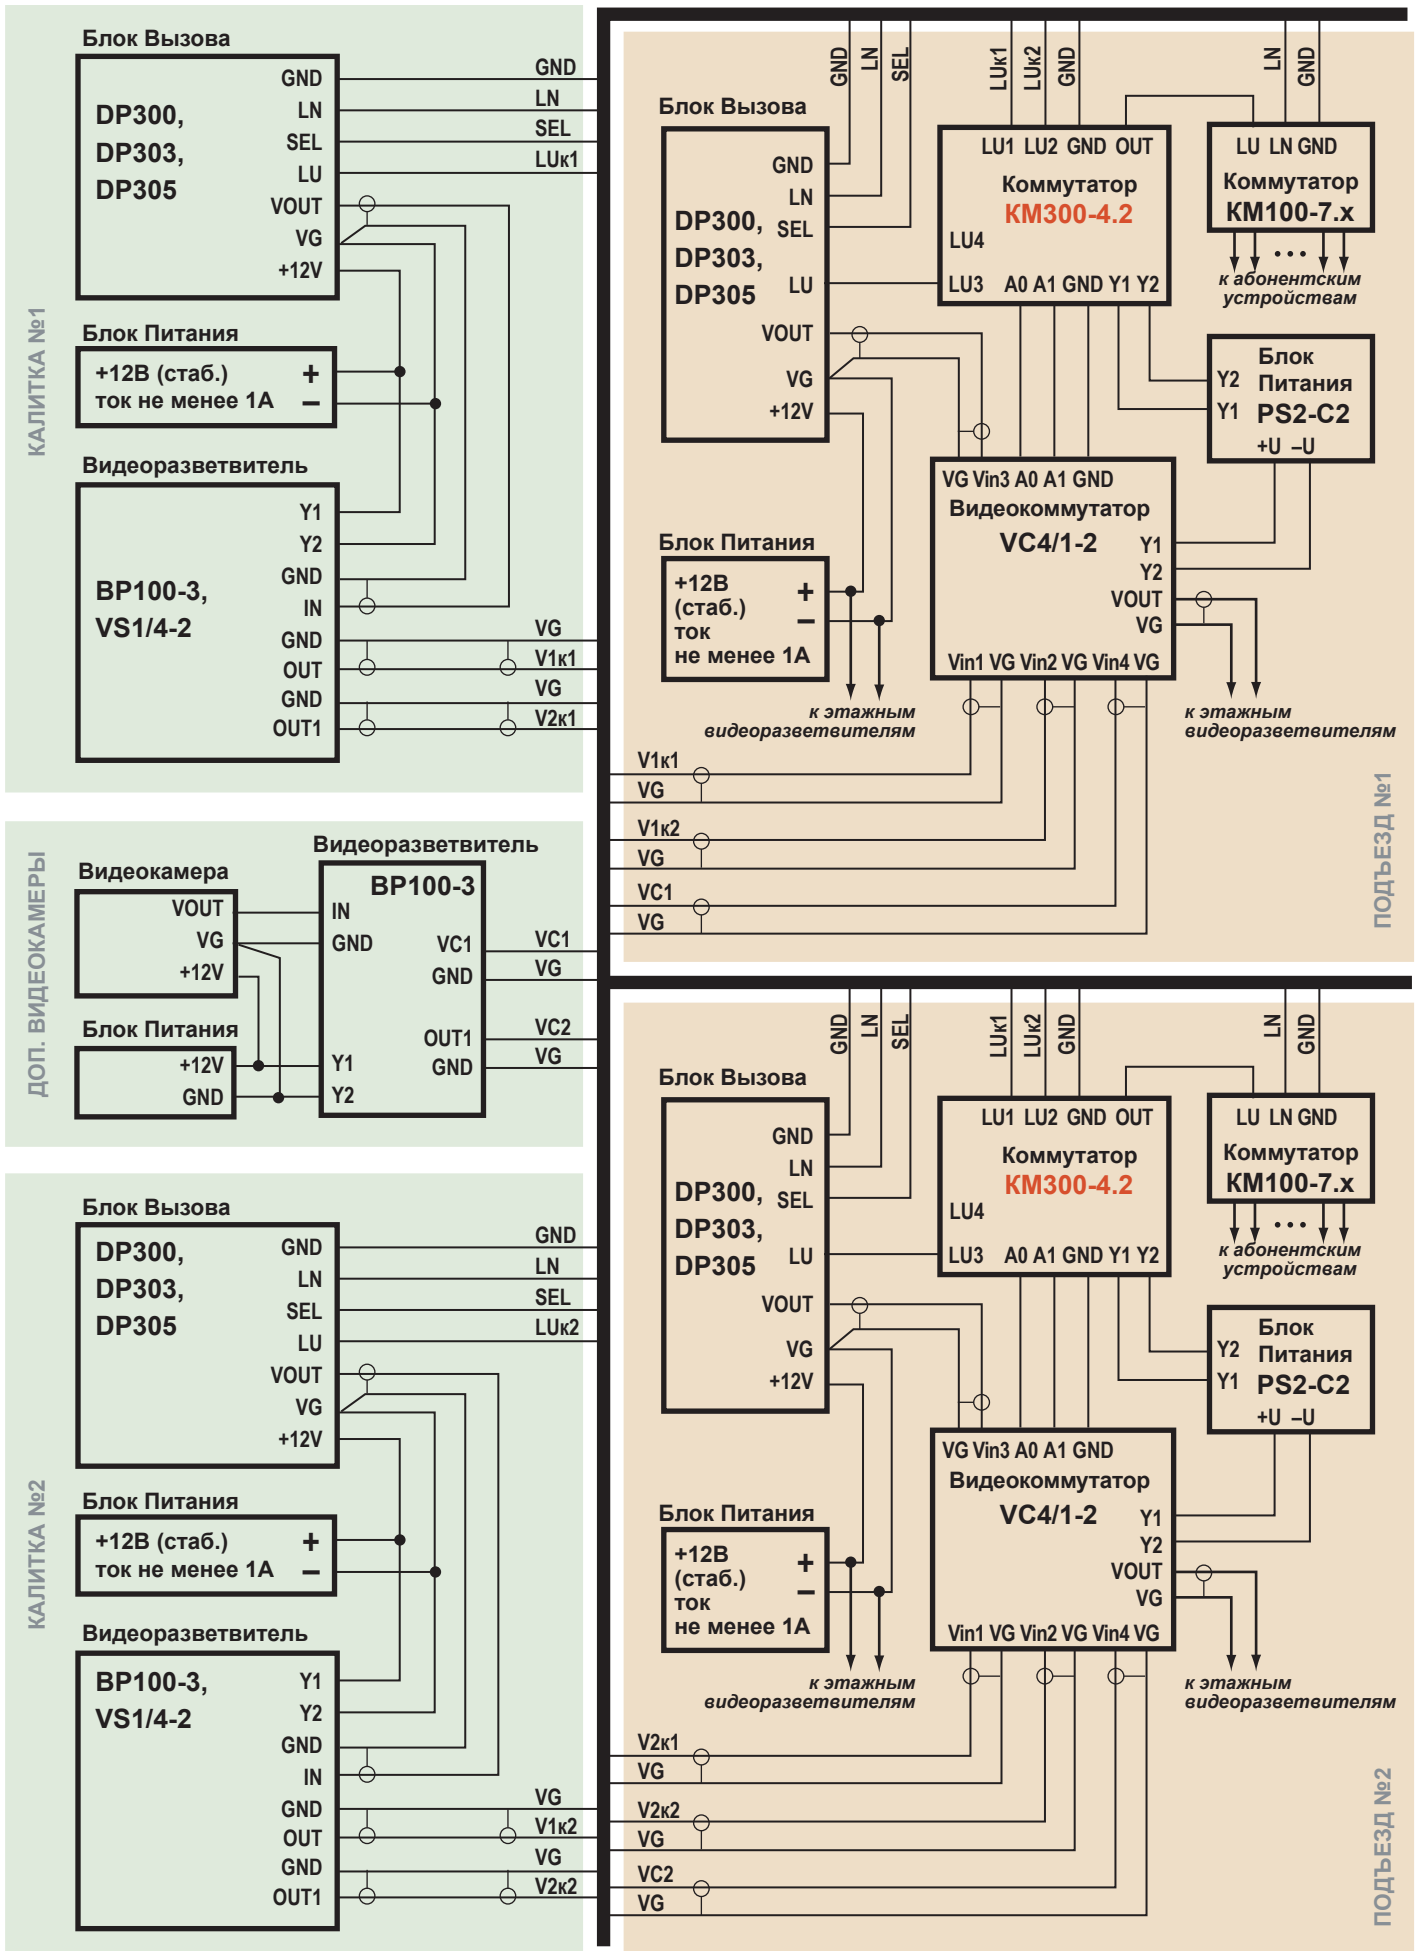 КАЛИТКА №1
Блок Вызова
DP300,
DP303,
DP305
GND
LN
SEL
LU
VOUT
VG
+12V
GND
LN
SEL
LUк1
Блок Питания
+12В (стаб.)
ток не менее 1А
+
–
Видеоразветвитель
BP100-3,
VS1/4-2
Y1
Y2
GND
IN
GND
OUT
GND
OUT1
VG
V1к1
VG
V2к1
ДОП. ВИДЕОКАМЕРЫ
Видеокамера
VOUT
VG
+12V
Блок Питания
+12V
GND
Видеоразветвитель
BP100-3
IN
GND
VC1
GND
OUT1
GND
Y1
Y2
VC1
VG
VC2
VG
КАЛИТКА №2
Блок Вызова
DP300,
DP303,
DP305
GND
LN
SEL
LU
VOUT
VG
+12V
GND
LN
SEL
LUк2
Блок Питания
+12В (стаб.)
ток не менее 1А
+
–
Видеоразветвитель
BP100-3,
VS1/4-2
Y1
Y2
GND
IN
GND
OUT
GND
OUT1
VG
V1к2
VG
V2к2
ПОДЪЕЗД №1
GND
LN
SEL
LUк1
LUк2
GND
LN
GND
Блок Вызова
DP300,
DP303,
DP305
GND
LN
SEL
LU
VOUT
VG
+12V
LU1 LU2 GND OUT
Коммутатор
КМ300-4.2
LU4
LU3 A0 A1 GND Y1 Y2
LU LN GND
Коммутатор
КМ100-7.x
• • •
к абонентским
устройствам
Блок
Питания
PS2-C2
Y2
Y1
+U –U
VG Vin3 A0 A1 GND
Видеокоммутатор
VC4/1-2
Y1
Y2
VOUT
VG
Vin1 VG Vin2 VG Vin4 VG
Блок Питания
+12В
(стаб.)
ток
не менее 1А
+
–
к этажным
видеоразветвителям
к этажным
видеоразветвителям
V1к1
VG
V1к2
VG
VC1
VG
ПОДЪЕЗД №2
GND
LN
SEL
LUк1
LUк2
GND
LN
GND
Блок Вызова
DP300,
DP303,
DP305
GND
LN
SEL
LU
VOUT
VG
+12V
LU1 LU2 GND OUT
Коммутатор
КМ300-4.2
LU4
LU3 A0 A1 GND Y1 Y2
LU LN GND
Коммутатор
КМ100-7.x
• • •
к абонентским
устройствам
Блок
Питания
PS2-C2
Y2
Y1
+U –U
VG Vin3 A0 A1 GND
Видеокоммутатор
VC4/1-2
Y1
Y2
VOUT
VG
Vin1 VG Vin2 VG Vin4 VG
Блок Питания
+12В
(стаб.)
ток
не менее 1А
+
–
к этажным
видеоразветвителям
к этажным
видеоразветвителям
V2к1
VG
V2к2
VG
VC2
VG